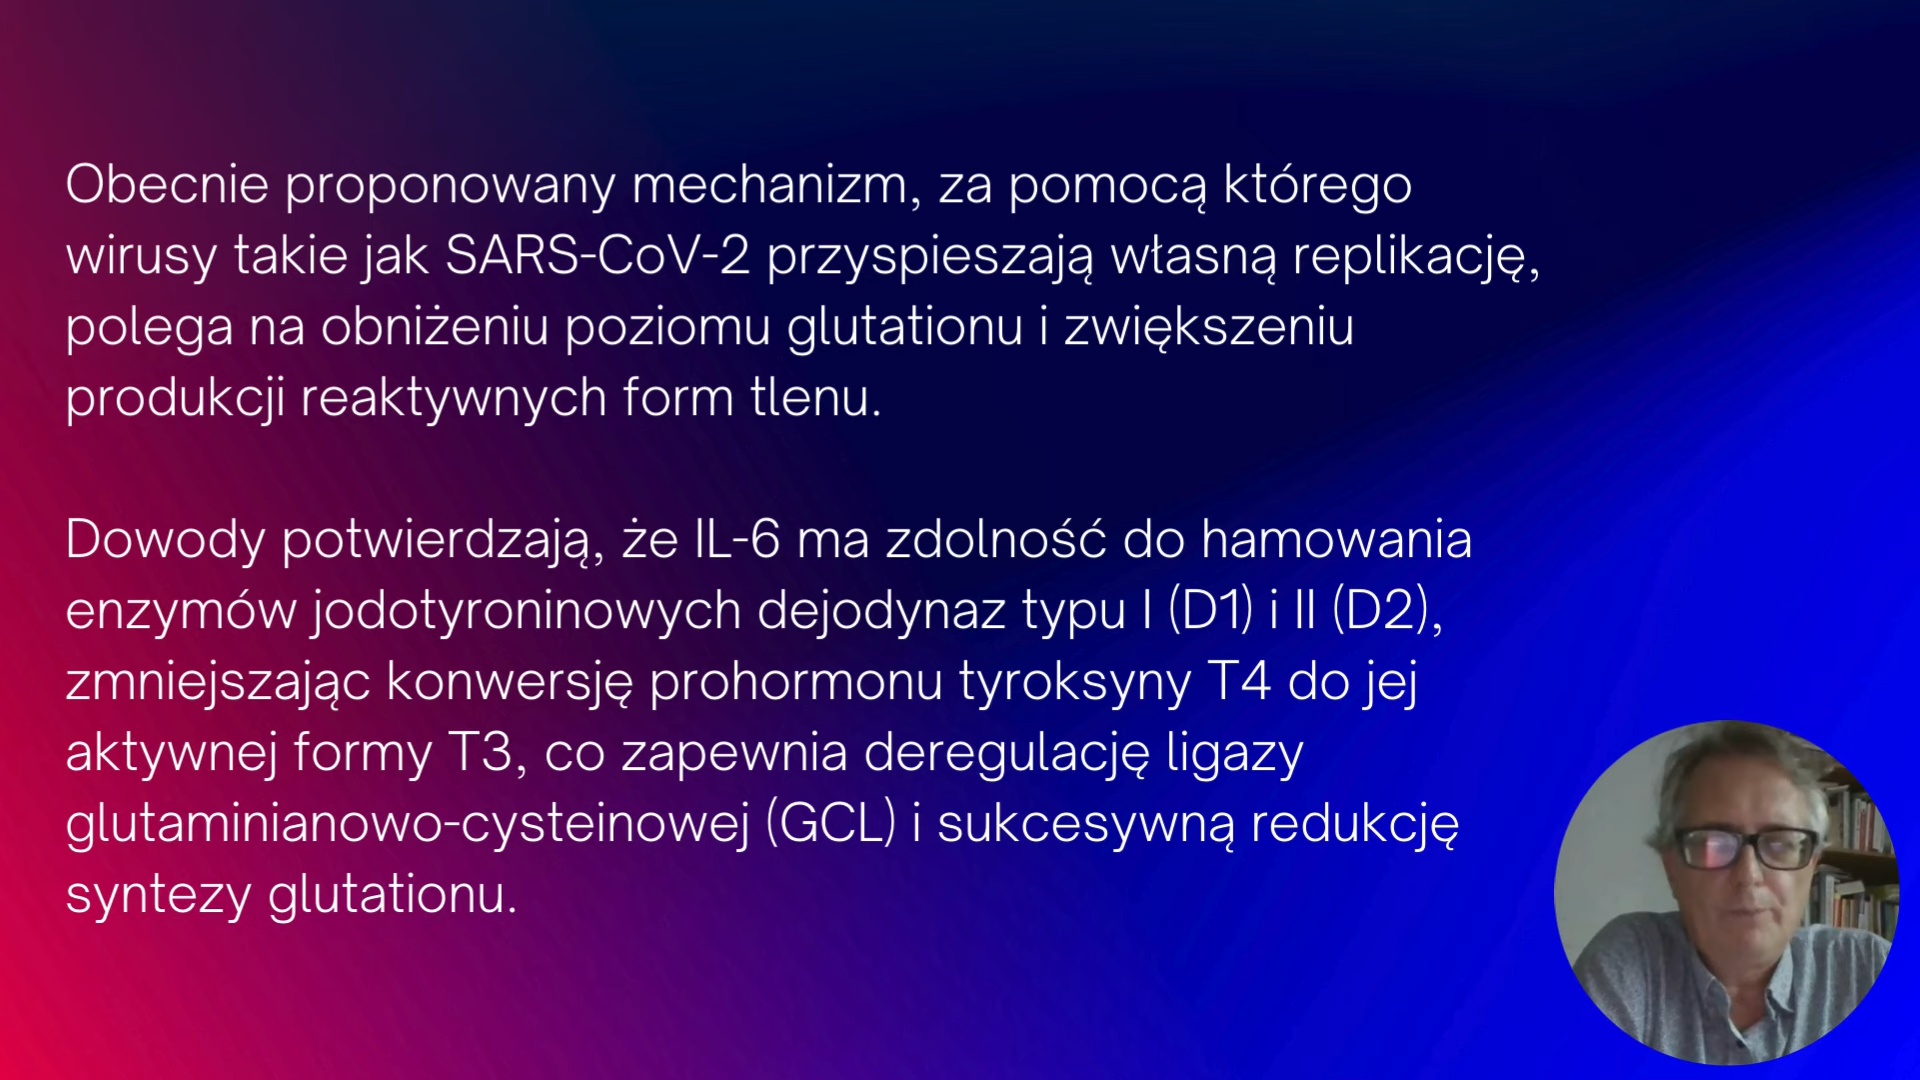 Obecnie proponowany mechanizm, za pomocą którego
wirusy takie jak SARS-CoV-2 przyspieszają własną replikację,
polega na obniżeniu poziomu glutationu i zwiększeniu
produkcji reaktywnych form tlenu.
Dowody potwierdzają, że IL-6 ma zdolność do hamowania
enzymów jodotyroninowych dejodynaz typu I (D1) i II (D2),
zmniejszając konwersję prohormonu tyroksyny T4 do jej
aktywnej formy T3, co zapewnia deregulację ligazy
glutaminianowo-cysteinowej (GCL) i sukcesywną redukcję
syntezy glutationu.